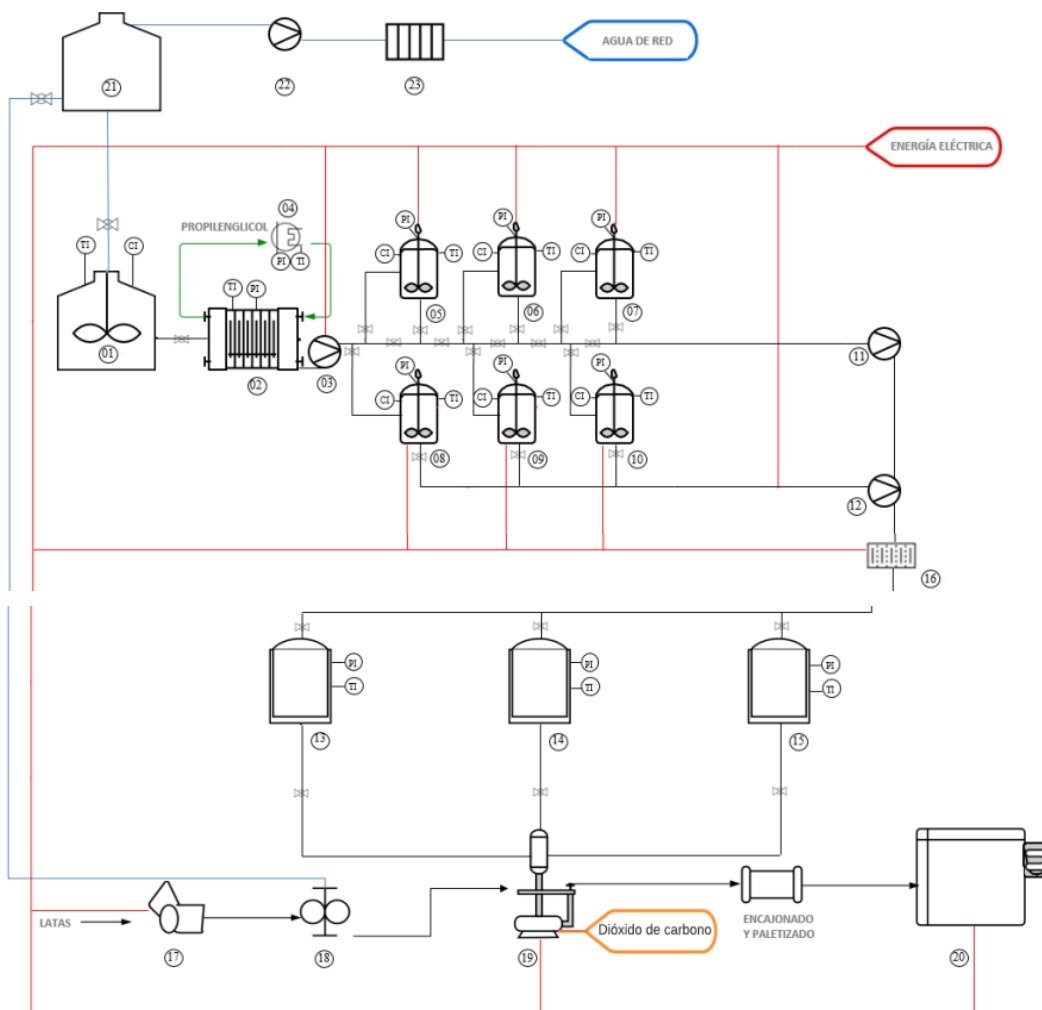 AGUA DE RED
21
22
23
ENERGÍA ELÉCTRICA
04
PROPILENGLICOL
PI
PI
PI
TI
CI
CI
TI
CI
TI
CI
TI
PI
TI
TI
PI
05
06
07
01
02
03
11
PI
PI
PI
CI
TI
CI
TI
CI
TI
08
09
10
12
16
PI
PI
PI
TI
TI
TI
13
14
15
LATAS
Dióxido de carbono
ENCAJONADO
Y PALETIZADO
17
18
19
20